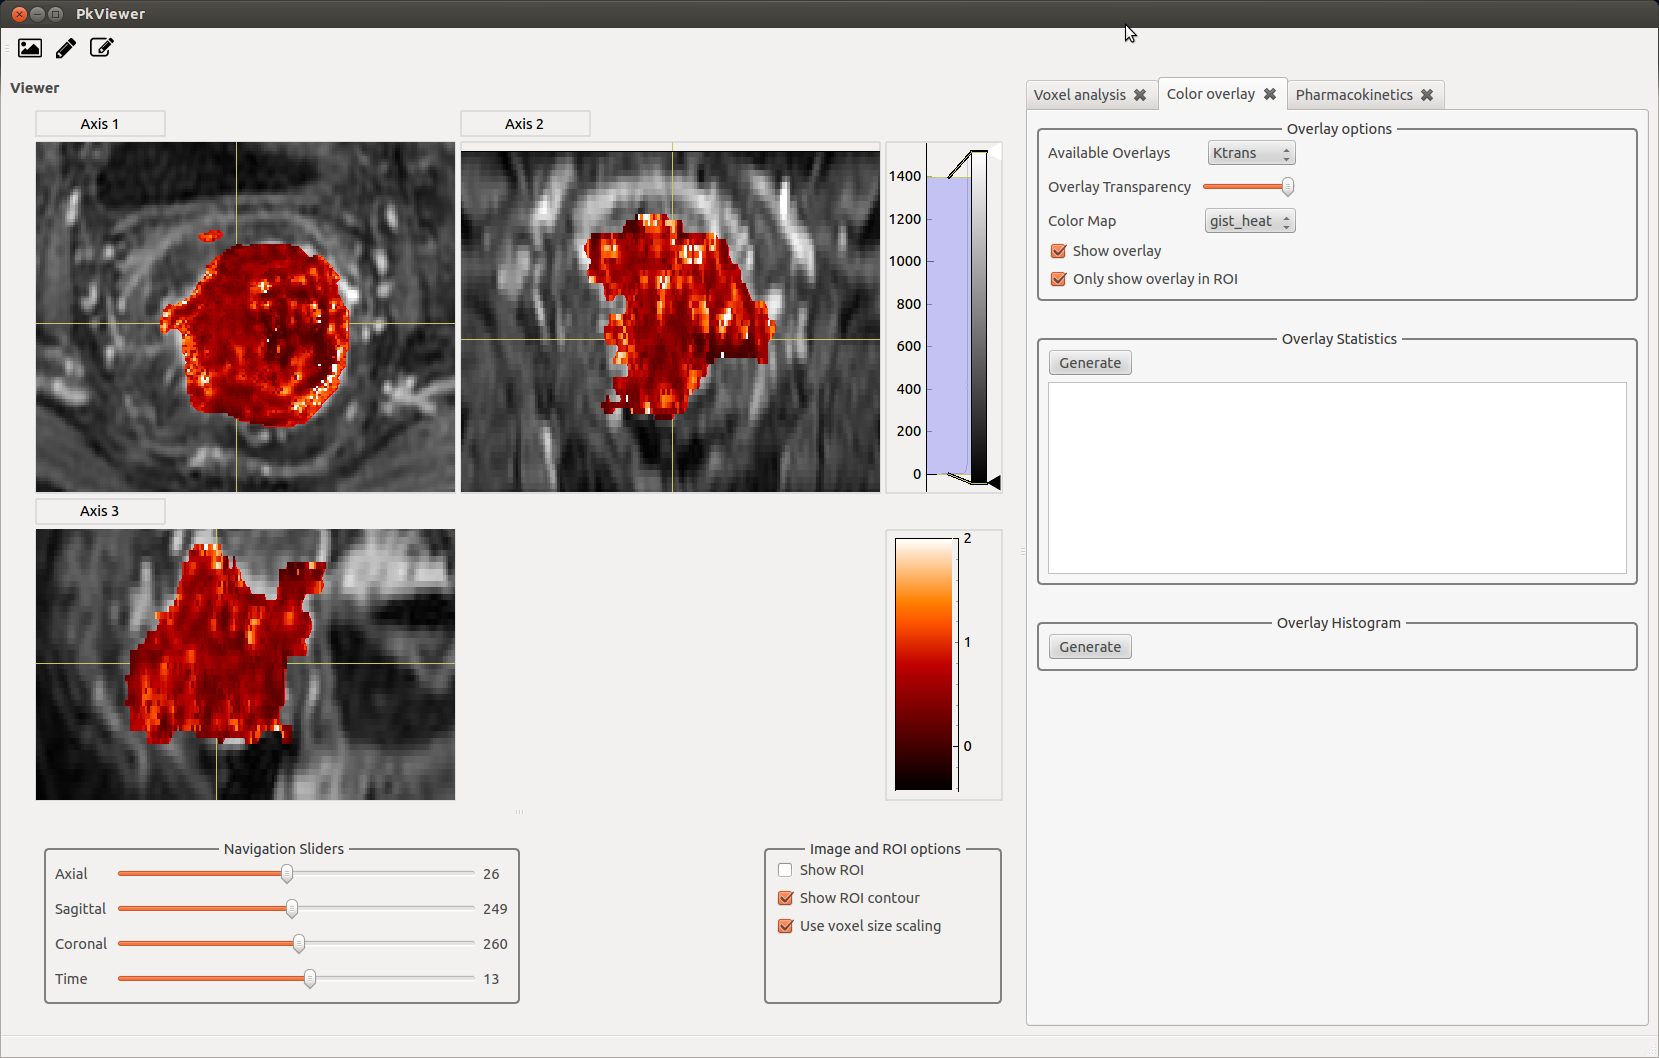 PkViewer
Viewer
Axis 1
Axis 2
1400
1200
1000
800
600
400
200
0
Axis 3
2
1
0
Navigation Sliders
Axial 26
Sagittal 249
Coronal 260
Time 13
Image and ROI options
Show ROI
Show ROI contour
Use voxel size scaling
Voxel analysis
Color overlay
Pharmacokinetics
Overlay options
Available Overlays Ktrans
Overlay Transparency
Color Map gist_heat
Show overlay
Only show overlay in ROI
Overlay Statistics
Generate
Overlay Histogram
Generate